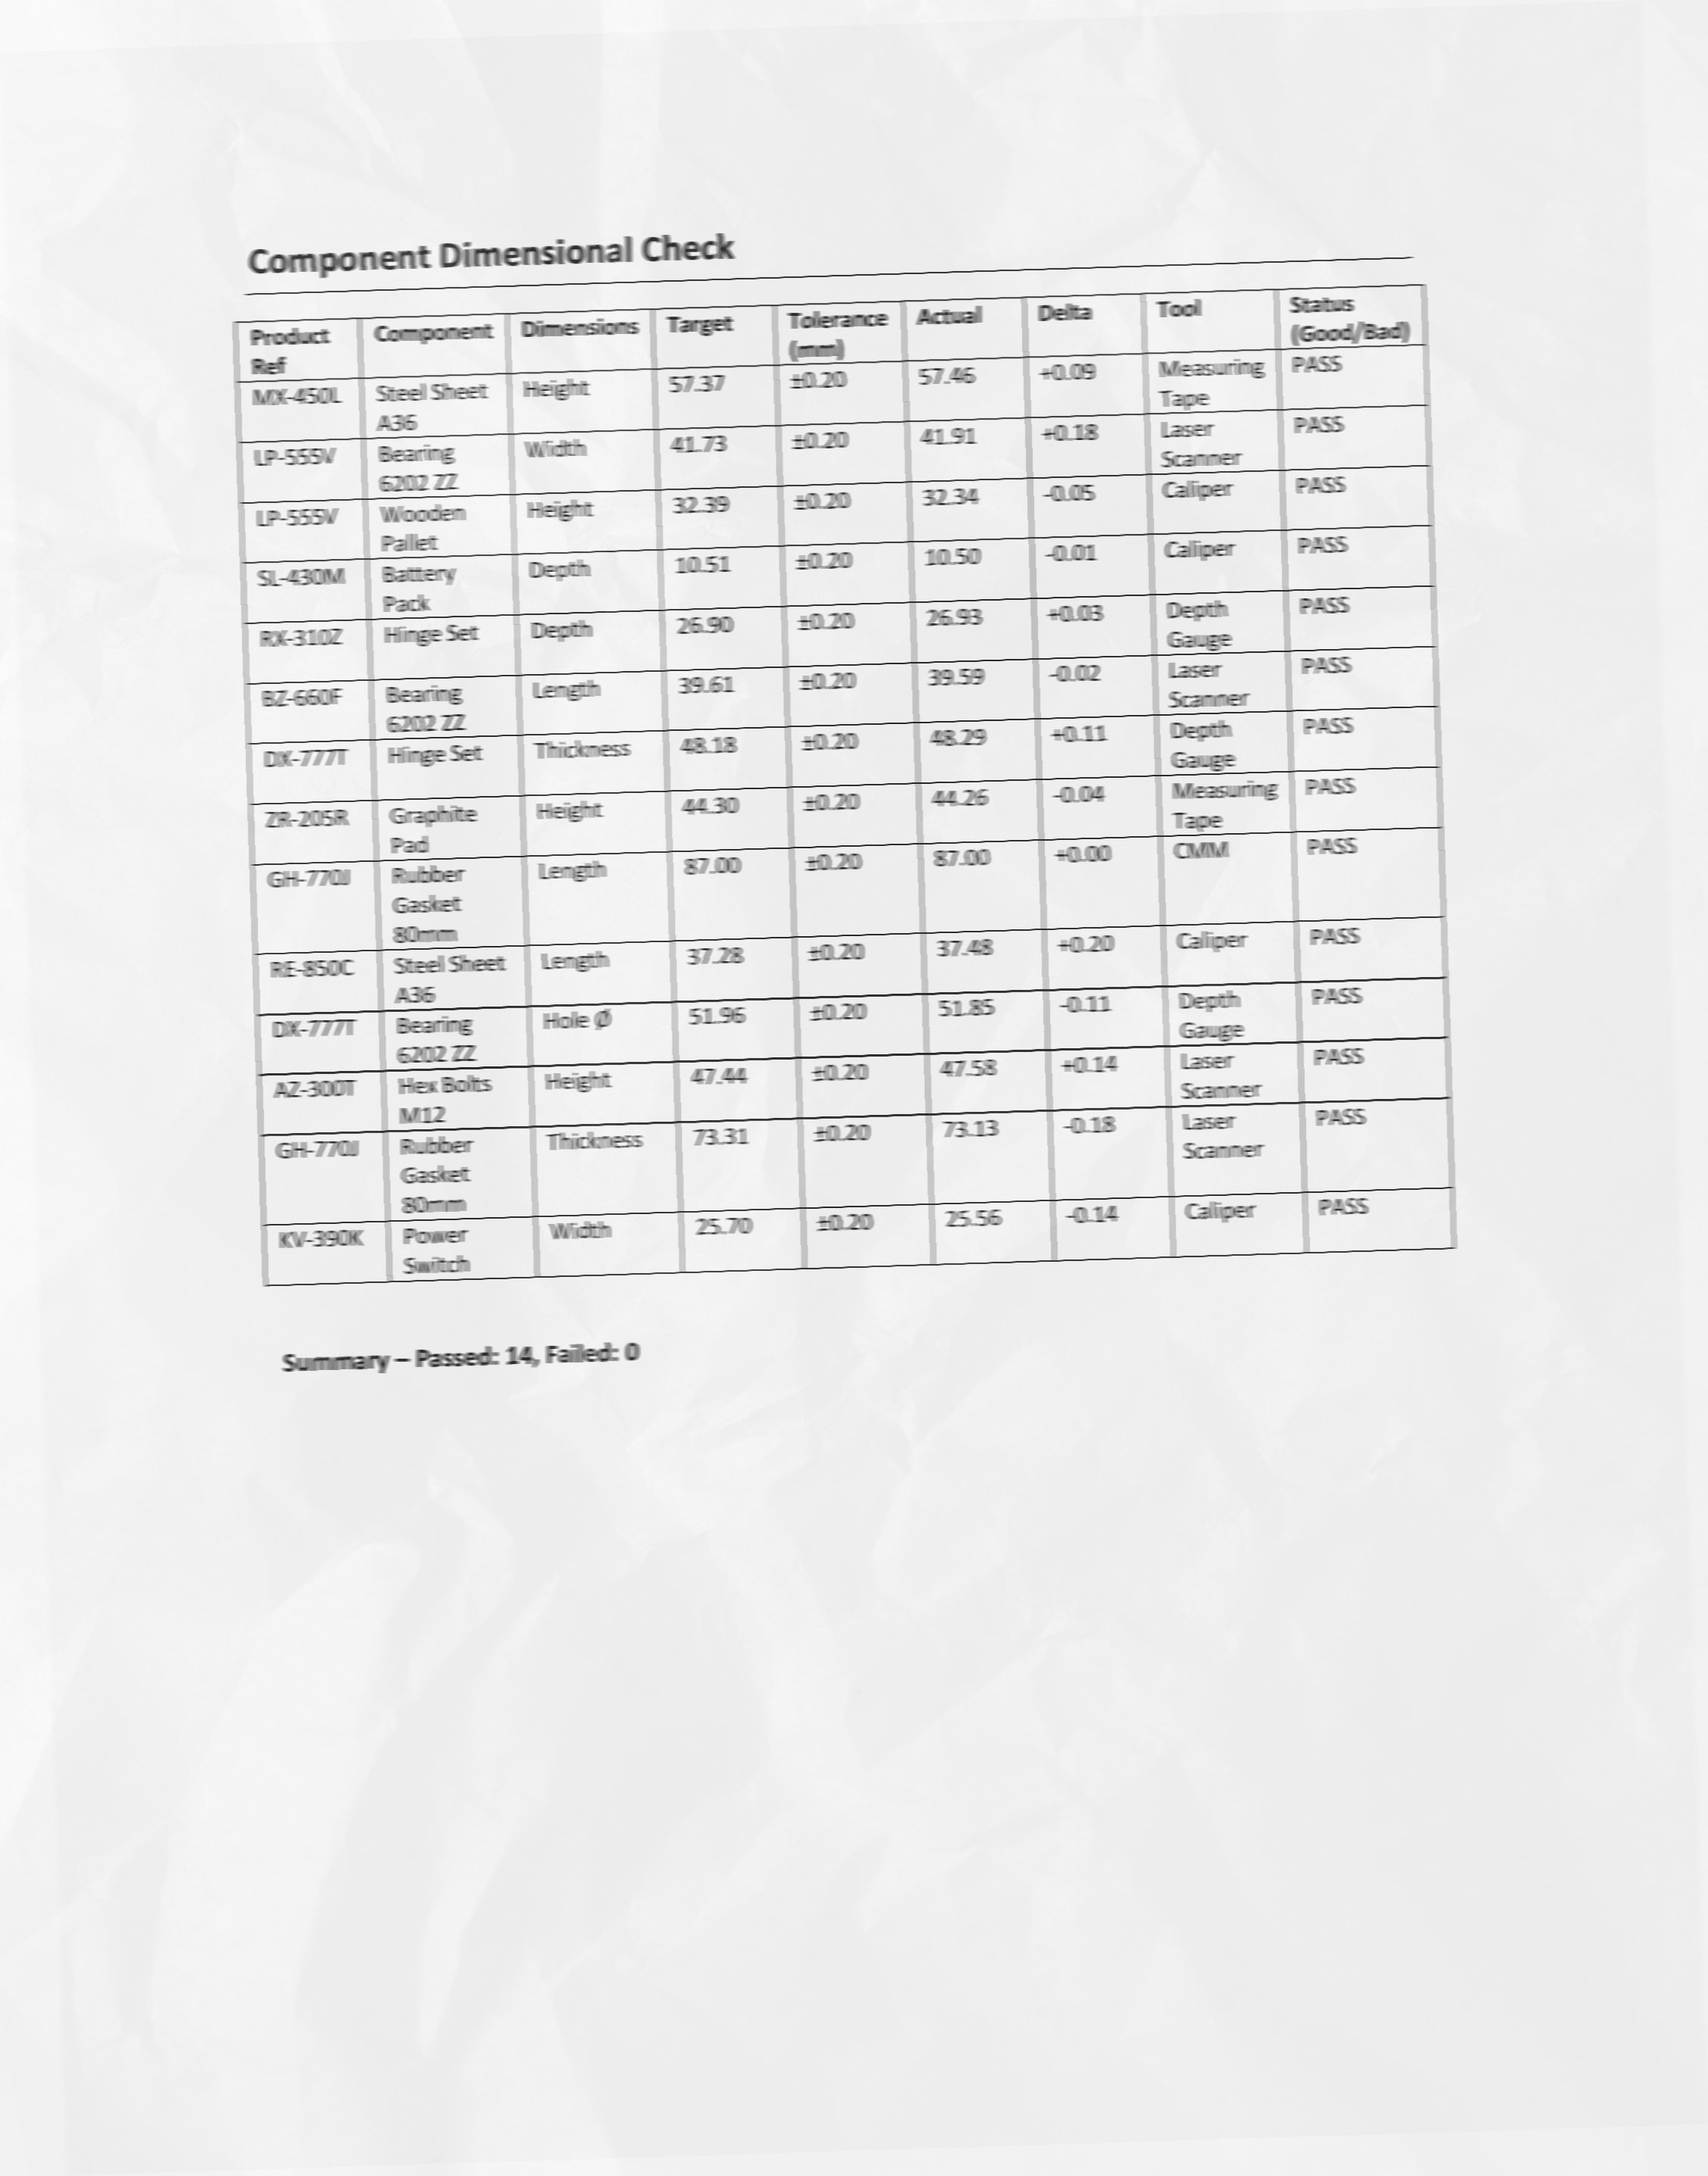 Component Dimensional Check
Product Ref Component Dimensions Target Tolerance (mm) Actual Delta Tool Status (Good/Bad)
MX-450L Steel Sheet A36 Height 57.37 ±0.20 57.46 +0.09 Measuring Tape PASS
LP-555V Bearing 6202 ZZ Width 41.73 ±0.20 41.91 +0.18 Laser Scanner PASS
LP-555V Wooden Pallet Height 32.39 ±0.20 32.34 -0.05 Caliper PASS
SL-430M Battery Pack Depth 10.51 ±0.20 10.50 -0.01 Caliper PASS
RX-310Z Hinge Set Depth 26.90 ±0.20 26.93 +0.03 Depth Gauge PASS
BZ-660F Bearing 6202 ZZ Length 39.61 ±0.20 39.59 -0.02 Laser Scanner PASS
DX-777T Hinge Set Thickness 48.18 ±0.20 48.29 +0.11 Depth Gauge PASS
ZR-205R Graphite Pad Height 44.30 ±0.20 44.26 -0.04 Measuring Tape PASS
GH-770J Rubber Gasket 80mm Length 87.00 ±0.20 87.00 +0.00 CMM PASS
RE-850C Steel Sheet A36 Length 37.28 ±0.20 37.48 +0.20 Caliper PASS
DX-777T Bearing 6202 ZZ Hole Ø 51.96 ±0.20 51.85 -0.11 Depth Gauge PASS
AZ-300T Hex Bolts M12 Height 47.44 ±0.20 47.58 +0.14 Laser Scanner PASS
GH-770J Rubber Gasket 80mm Thickness 73.31 ±0.20 73.13 -0.18 Laser Scanner PASS
KV-390K Power Switch Width 25.70 ±0.20 25.56 -0.14 Caliper PASS
Summary – Passed: 14, Failed: 0